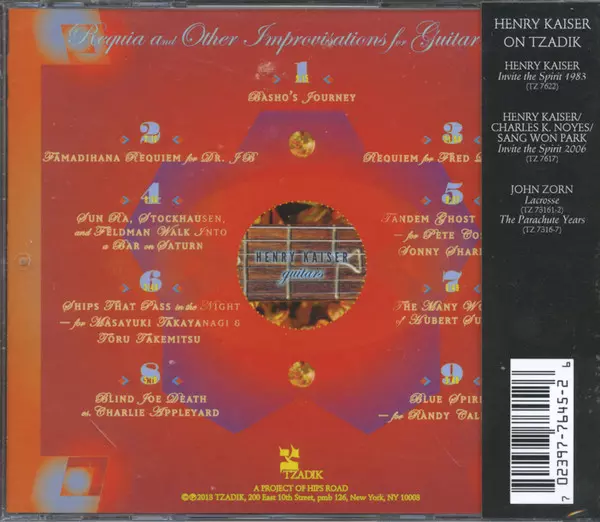 Requia and Other Improvisations for Guitar
1
BASHO'S JOURNEY
2
FAMADIHANA REQUIEM for DR. JB
3
REQUIEM FOR FRED
4
SUN RA, STOCKHAUSEN,
and FELDMAN WALK INTO
a BAR on SATURN
5
TANDEM GHOST
—for PETE COS
SONNY SHAR
6
SHIPS THAT PASS in the NIGHT
—for MASAYUKI TAKAYANAGI &
TORU TAKEMITSU
7
THE MANY WO
of HUBERT SU
8
BLIND JOE DEATH
as CHARLIE APPLEYARD
9
BLUE SPIRI
—for RANDY CAL
HENRY KAISER
guitars
TZADIK
A PROJECT OF HIPS ROAD
©℗2013 TZADIK, 200 East 10th Street, pmb 126, New York, NY 10003
HENRY KAISER
ON TZADIK
HENRY KAISER
Invite the Spirit 1983
(TZ 7622)
HENRY KAISER/
CHARLES K. NOYES/
SANG WON PARK
Invite the Spirit 2006
(TZ 7617)
JOHN ZORN
Lacrosse
(TZ 73161-2)
The Parachute Years
(TZ 7316-7)
7 02397-7645-2 6